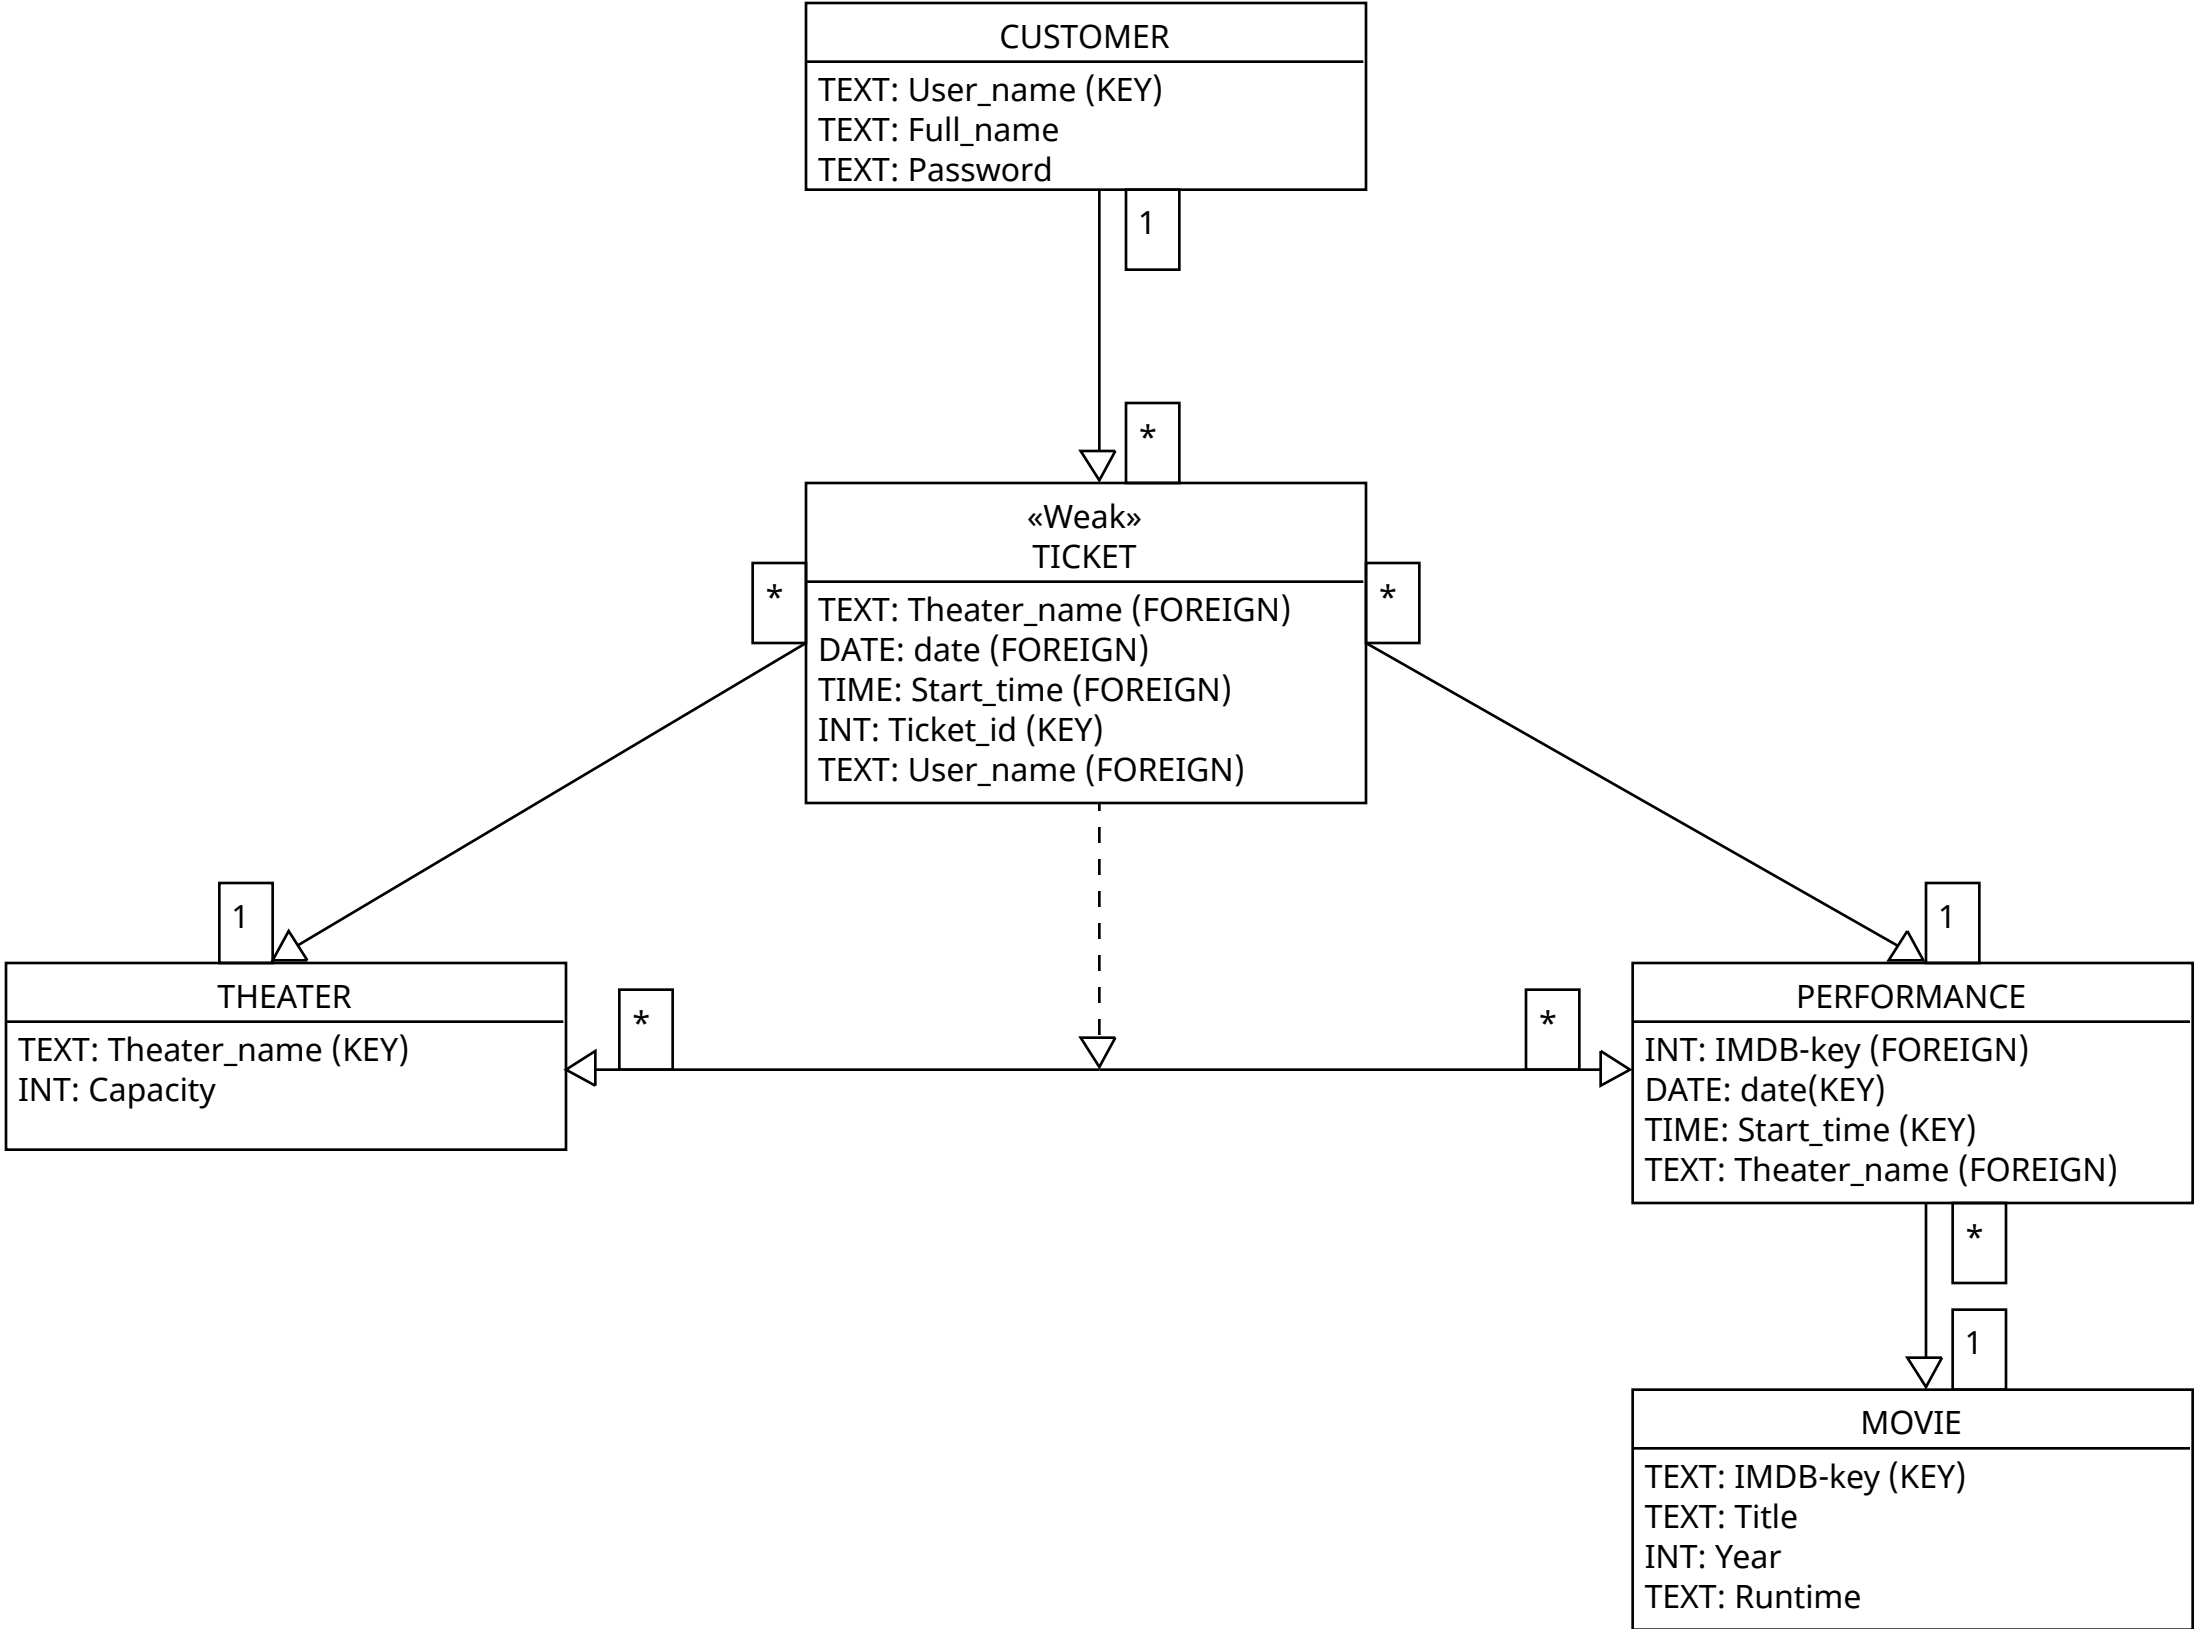 CUSTOMER
TEXT: User_name (KEY)
TEXT: Full_name
TEXT: Password
1
*
«Weak»
TICKET
*
*
TEXT: Theater_name (FOREIGN)
DATE: date (FOREIGN)
TIME: Start_time (FOREIGN)
INT: Ticket_id (KEY)
TEXT: User_name (FOREIGN)
1
1
THEATER
TEXT: Theater_name (KEY)
INT: Capacity
*
*
PERFORMANCE
INT: IMDB-key (FOREIGN)
DATE: date(KEY)
TIME: Start_time (KEY)
TEXT: Theater_name (FOREIGN)
*
1
MOVIE
TEXT: IMDB-key (KEY)
TEXT: Title
INT: Year
TEXT: Runtime